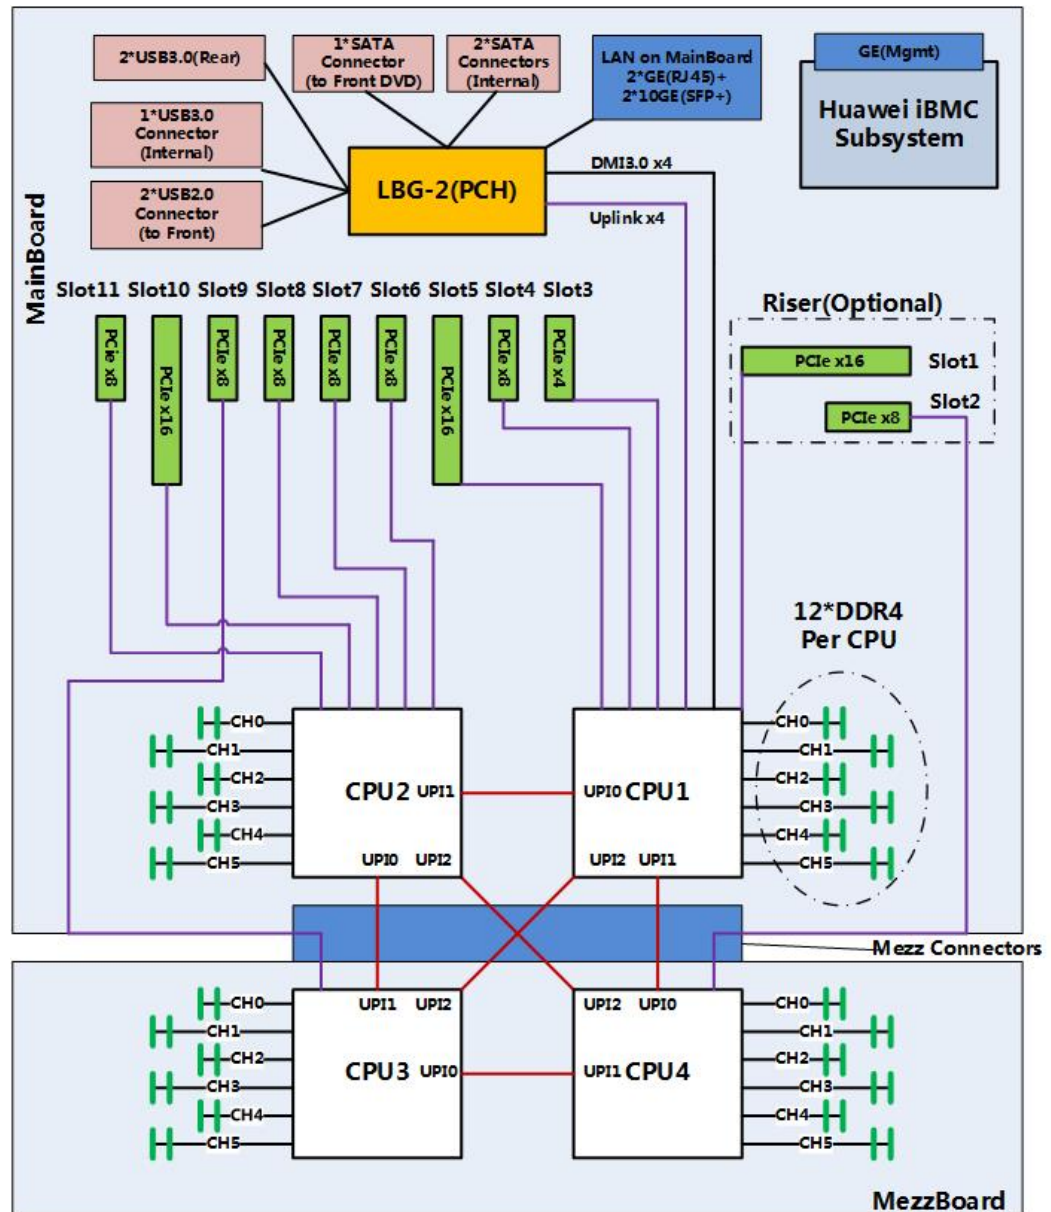 2*USB3.0(Rear)
1*SATA
Connector
(to Front DVD)
2*SATA
Connectors
(Internal)
LAN on MainBoard
2*GE(RJ45)+
2*10GE(SFP+)
GE(Mgmt)
Huawei iBMC
Subsystem
1*USB3.0
Connector
(Internal)
2*USB2.0
Connector
(to Front)
LBG-2(PCH)
DMI3.0 x4
Uplink x4
MainBoard
Slot11 Slot10 Slot9 Slot8 Slot7 Slot6 Slot5 Slot4 Slot3
PCie x8
PCIe x16
PCIe x8
PCIe x8
PCIe x8
PCIe x8
PCIe x16
PCIe x8
PCIe x4
Riser(Optional)
PCIe x16
Slot1
Slot2
PCIe x8
12*DDR4
Per CPU
CH0
CH1
CH2
CH3
CH4
CH5
CPU2 UPI1
UPI0 UPI2
UPI0 CPU1
UPI2 UPI1
CH0
CH1
CH2
CH3
CH4
CH5
Mezz Connectors
CH0
CH1
CH2
CH3
CH4
CH5
UPI1 UPI2
CPU3 UPI0
UPI2 UPI0
UPI1 CPU4
CH0
CH1
CH2
CH3
CH4
CH5
MezzBoard